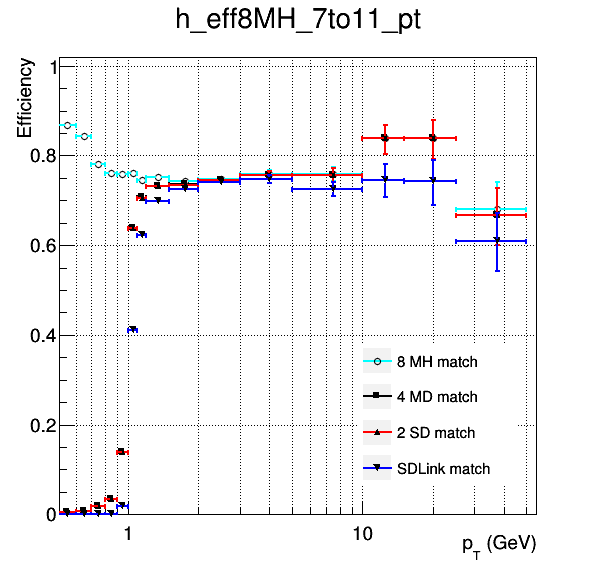 h_eff8MH_7to11_pt
Efficiency
1
0.8
0.6
0.4
0.2
0
8 MH match
4 MD match
2 SD match
SDLink match
1
10
p_T (GeV)